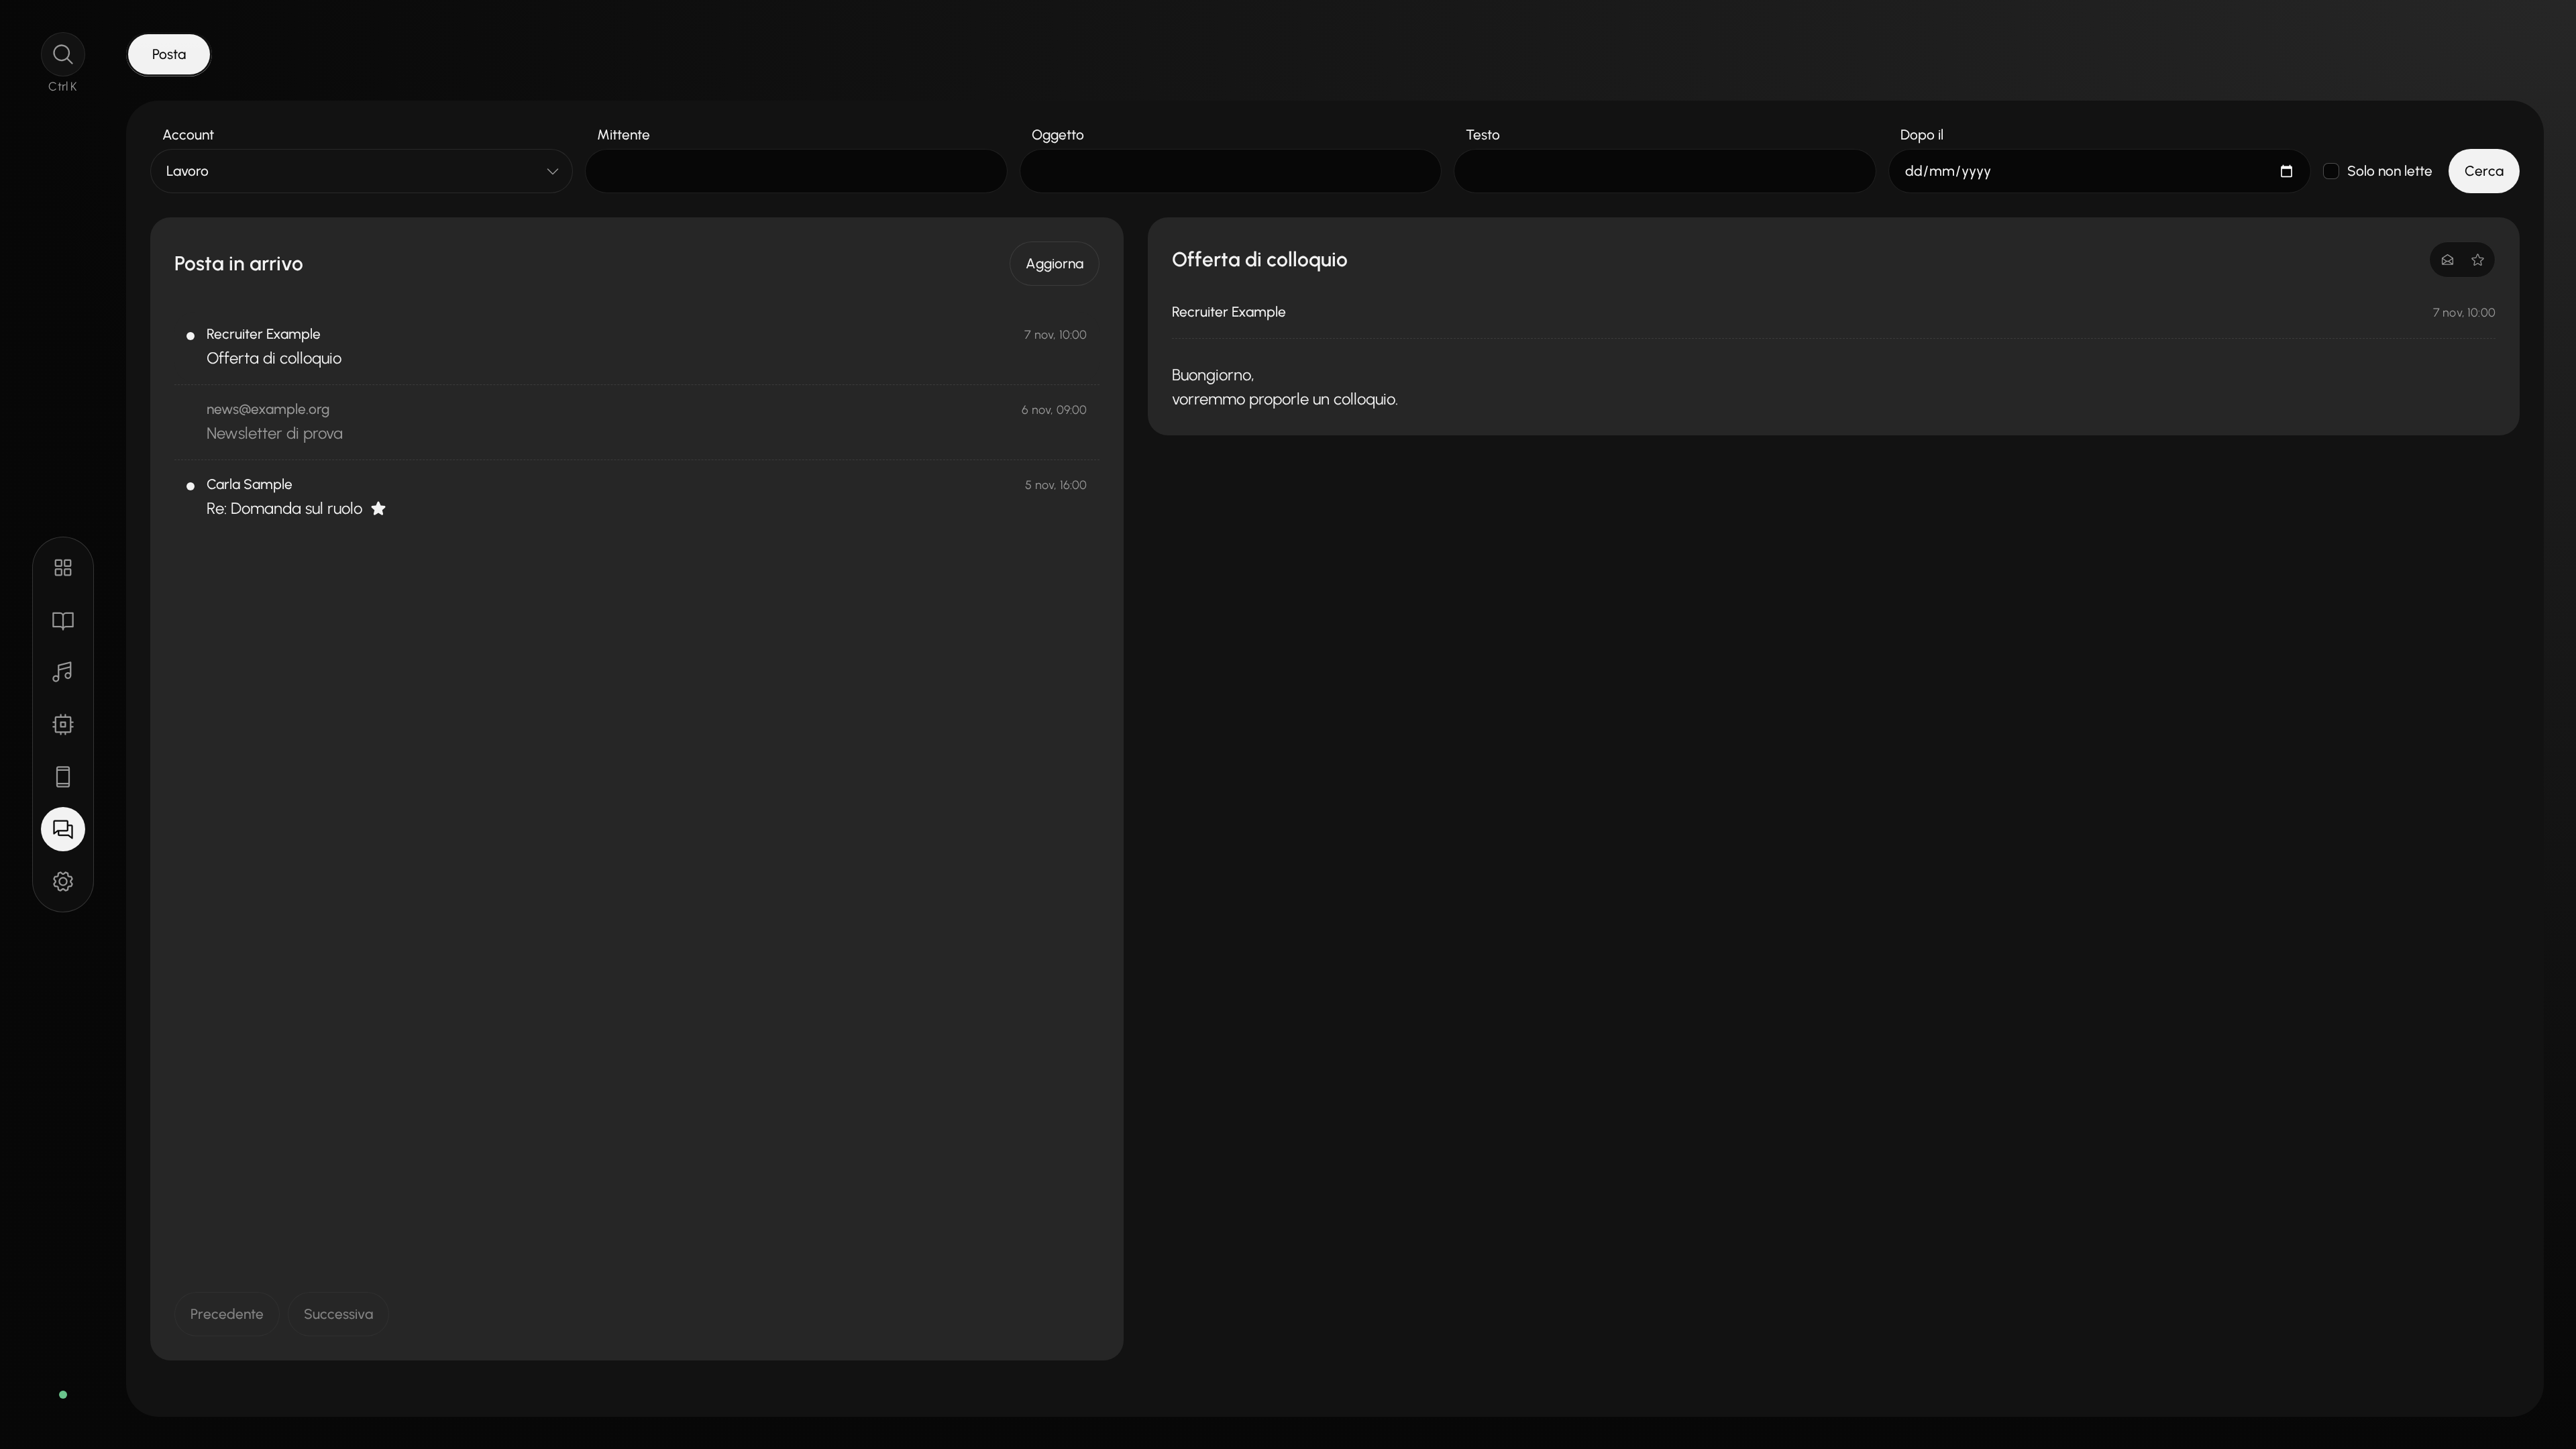 Posta
Ctrl K
Account
Mittente
Oggetto
Testo
Dopo il
Lavoro
dd/mm/yyyy
Solo non lette
Cerca
Posta in arrivo
Aggiorna
Recruiter Example
7 nov, 10:00
Offerta di colloquio
news@example.org
6 nov, 09:00
Newsletter di prova
Carla Sample
5 nov, 16:00
Re: Domanda sul ruolo
Precedente
Successiva
Offerta di colloquio
Recruiter Example
7 nov, 10:00
Buongiorno,
vorremmo proporle un colloquio.